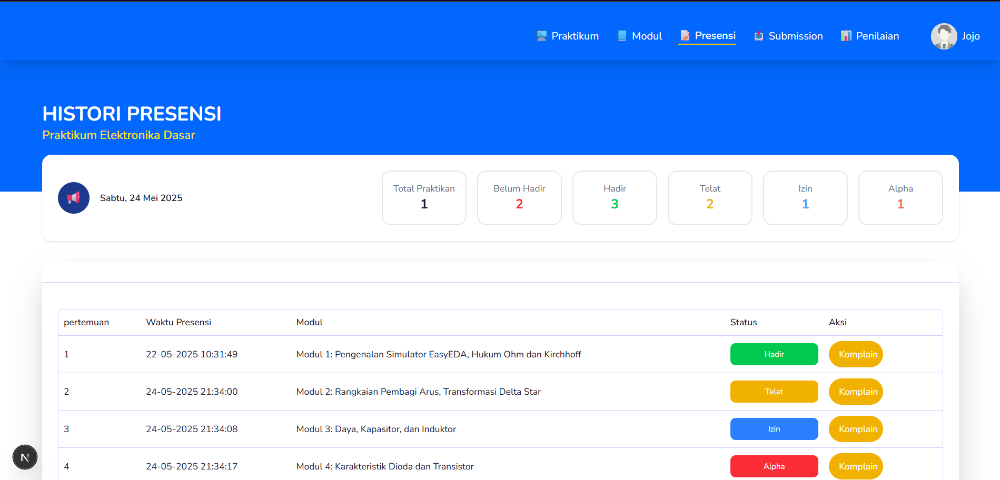 Praktikum Modul Presensi Submission Penilaian Jojo
HISTORI PRESENSI
Praktikum Elektronika Dasar
Sabtu, 24 Mei 2025
Total Praktikan Belum Hadir Hadir Telat Izin Alpha
1 2 3 2 1 1
pertemuan Waktu Presensi Modul Status Aksi
1 22-05-2025 10:31:49 Modul 1: Pengenalan Simulator EasyEDA, Hukum Ohm dan Kirchhoff Hadir Komplain
2 24-05-2025 21:34:00 Modul 2: Rangkaian Pembagi Arus, Transformasi Delta Star Telat Komplain
3 24-05-2025 21:34:08 Modul 3: Daya, Kapasitor, dan Induktor Izin Komplain
N
4 24-05-2025 21:34:17 Modul 4: Karakteristik Dioda dan Transistor Alpha Komplain